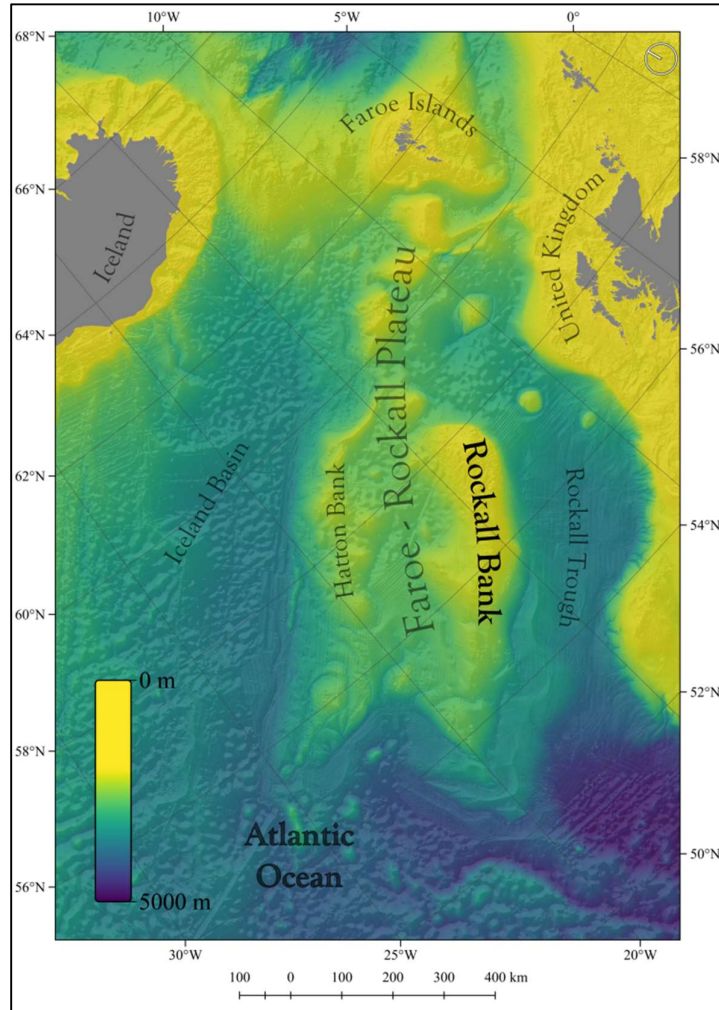 10°W 5°W 0°
68°N
Faroe Islands
58°N
66°N
United Kingdom
Iceland
64°N
56°N
Faroe - Rockall Plateau
62°N
Iceland Basin
Hatton Bank
Rockall Bank
Rockall Trough
54°N
60°N
0 m
52°N
58°N
Atlantic
Ocean
50°N
56°N
5000 m
30°W 25°W 20°W
100 0 100 200 300 400 km